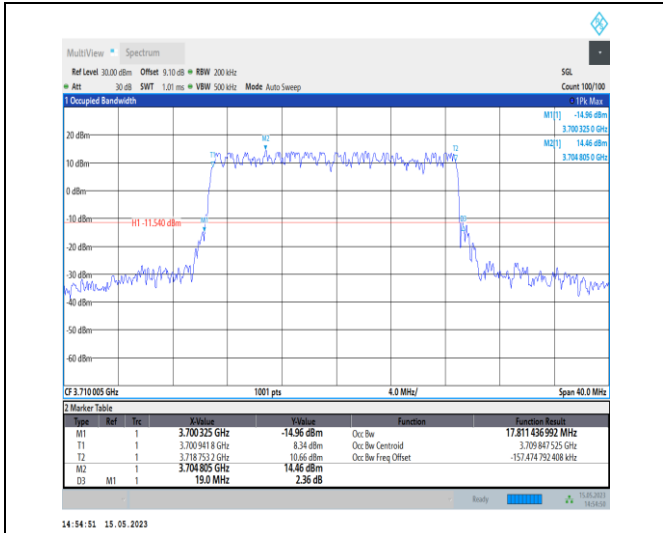 MultiView Spectrum
Ref Level 30.00 dBm Offset 9.10 dB RBW 200 kHz SGL
Att 30 dB SWT 1.01 ms VBW 500 kHz Mode Auto Sweep Count 100/100
1 Occupied Bandwidth 1Pk Max
M1[1] -14.96 dBm
3.700 325 0 GHz
M2[1] 14.46 dBm
3.704 805 0 GHz
20 dBm
M2
T1
T2
10 dBm
0 dBm
-10 dBm
H1 -11.540 dBm
M1
D3
-20 dBm
-30 dBm
-40 dBm
-50 dBm
-60 dBm
CF 3.710 005 GHz 1001 pts 4.0 MHz/ Span 40.0 MHz
2 Marker Table
Type Ref Trc X-Value Y-Value Function Function Result
M1 1 3.700 325 GHz -14.96 dBm Occ Bw 17.811 436 992 MHz
T1 1 3.700 941 8 GHz 8.34 dBm Occ Bw Centroid 3.709 847 525 GHz
T2 1 3.718 753 2 GHz 10.66 dBm Occ Bw Freq Offset -157.474 792 408 kHz
M2 1 3.704 805 GHz 14.46 dBm
D3 M1 1 19.0 MHz 2.36 dB
Ready 15.05.2023
14:54:50
14:54:51 15.05.2023